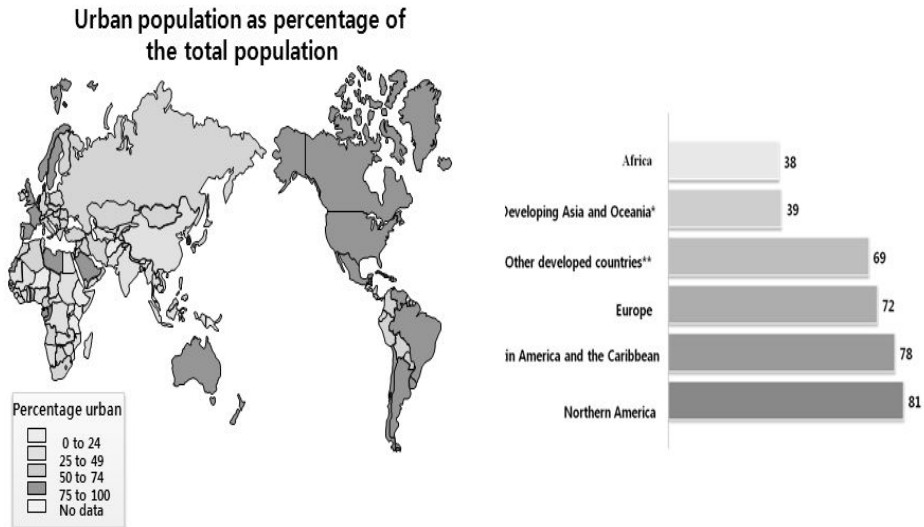 Urban population as percentage of
the total population
Percentage urban
0 to 24
25 to 49
50 to 74
75 to 100
No data
Africa 38
Developing Asia and Oceania* 39
Other developed countries** 69
Europe 72
in America and the Caribbean 78
Northern America 81